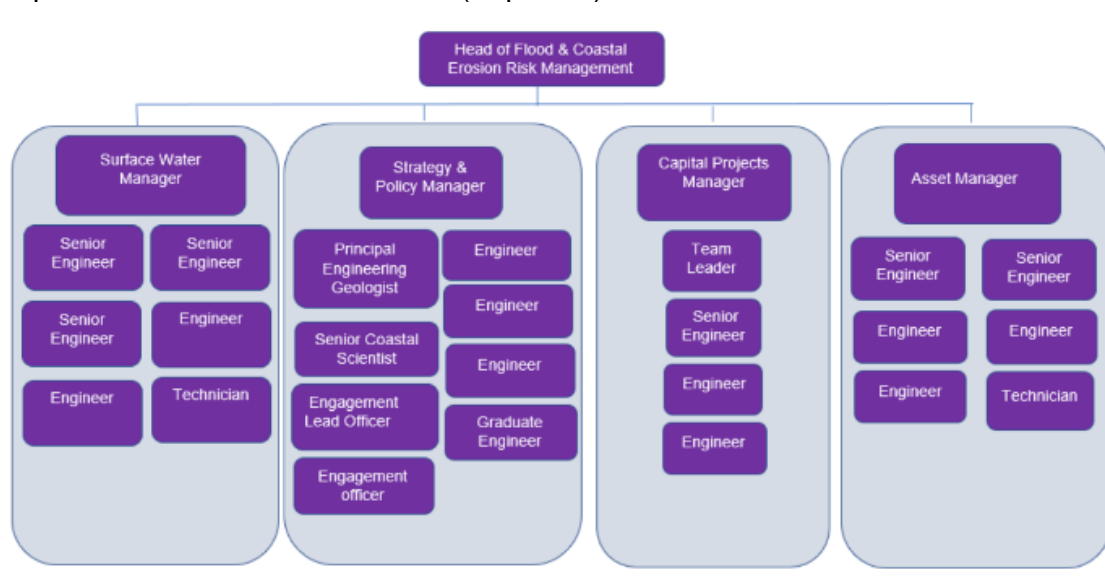 Head of Flood & Coastal
Erosion Risk Management
Surface Water
Manager
Senior
Engineer
Senior
Engineer
Senior
Engineer
Engineer
Engineer
Technician
Strategy &
Policy Manager
Principal
Engineering
Geologist
Engineer
Engineer
Senior Coastal
Scientist
Engineer
Engagement
Lead Officer
Graduate
Engineer
Engagement
officer
Capital Projects
Manager
Team
Leader
Senior
Engineer
Engineer
Engineer
Asset Manager
Senior
Engineer
Senior
Engineer
Engineer
Engineer
Engineer
Technician